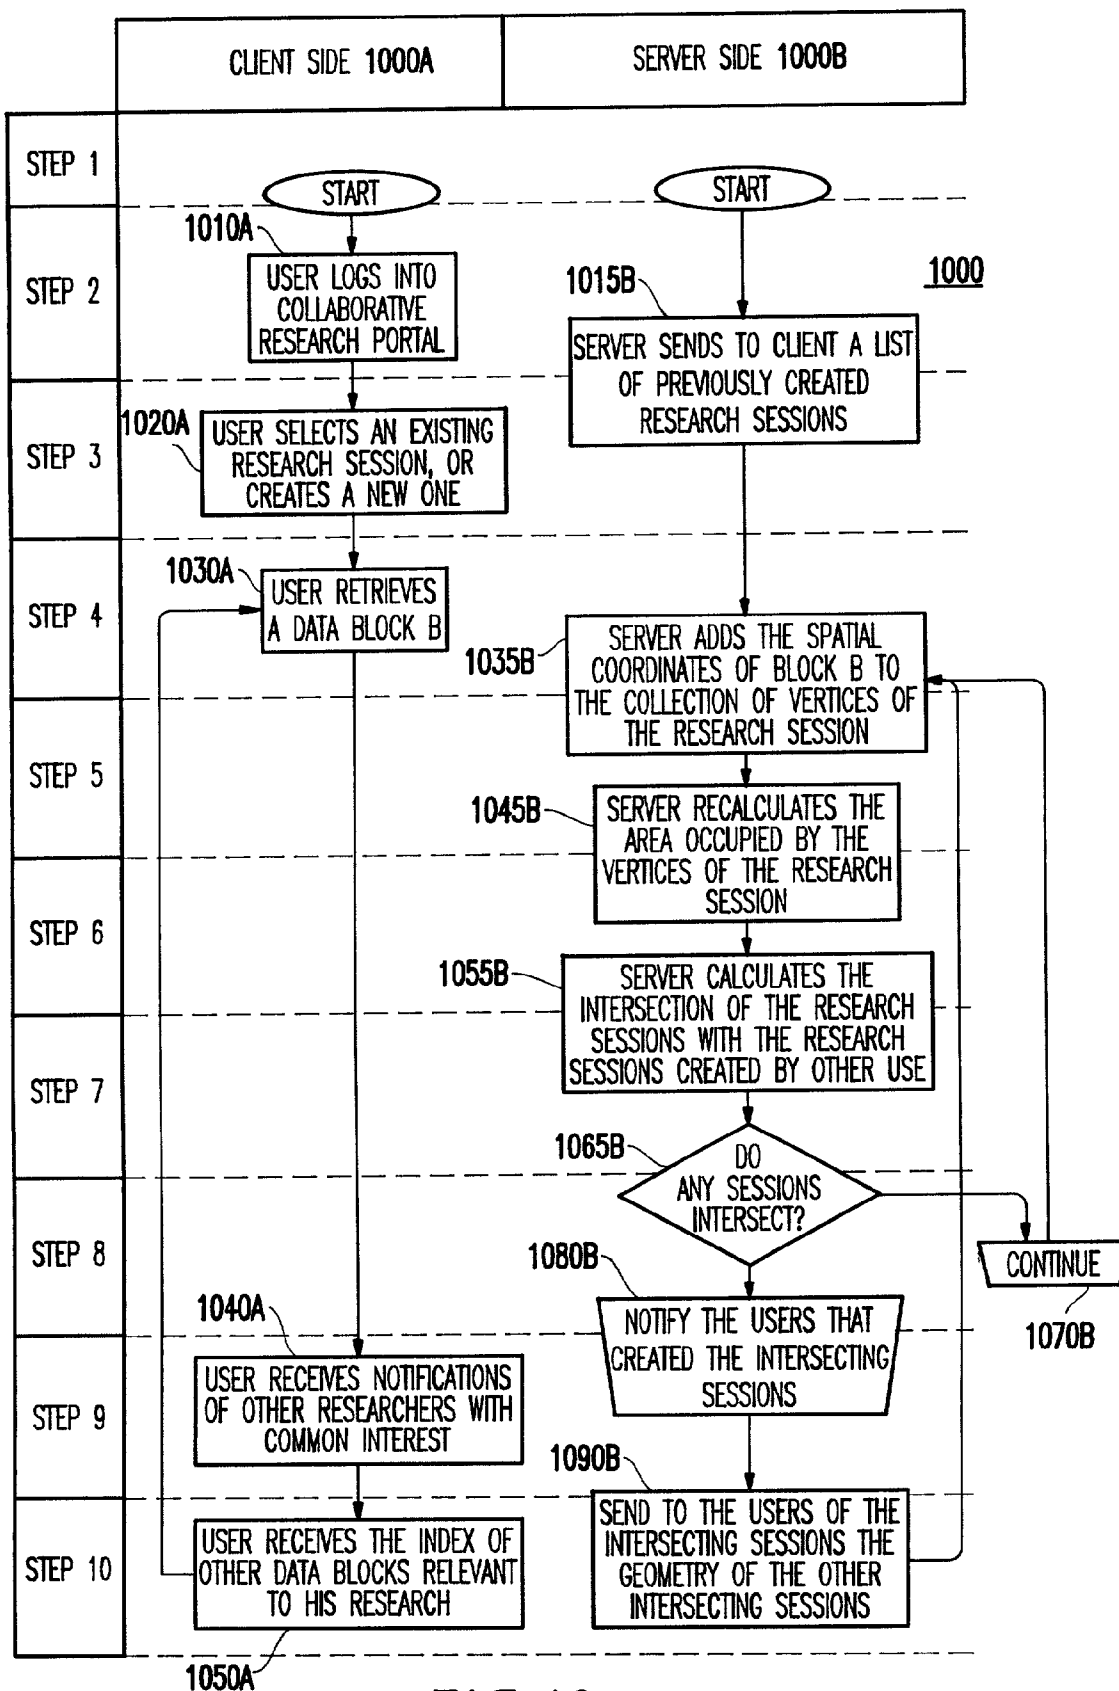 CLIENT SIDE 1000A
SERVER SIDE 1000B
STEP 1
START
START
STEP 2
1010A
USER LOGS INTO
COLLABORATIVE
RESEARCH PORTAL
1015B
1000
SERVER SENDS TO CLIENT A LIST
OF PREVIOUSLY CREATED
RESEARCH SESSIONS
STEP 3
1020A
USER SELECTS AN EXISTING
RESEARCH SESSION, OR
CREATES A NEW ONE
STEP 4
1030A
USER RETRIEVES
A DATA BLOCK B
1035B
SERVER ADDS THE SPATIAL
COORDINATES OF BLOCK B TO
THE COLLECTION OF VERTICES OF
THE RESEARCH SESSION
STEP 5
1045B
SERVER RECALCULATES THE
AREA OCCUPIED BY THE
VERTICES OF THE RESEARCH
SESSION
STEP 6
1055B
SERVER CALCULATES THE
INTERSECTION OF THE RESEARCH
SESSIONS WITH THE RESEARCH
SESSIONS CREATED BY OTHER USE
STEP 7
1065B
DO
ANY SESSIONS
INTERSECT?
STEP 8
CONTINUE
1070B
1080B
NOTIFY THE USERS THAT
CREATED THE INTERSECTING
SESSIONS
STEP 9
1040A
USER RECEIVES NOTIFICATIONS
OF OTHER RESEARCHERS WITH
COMMON INTEREST
1090B
SEND TO THE USERS OF THE
INTERSECTING SESSIONS THE
GEOMETRY OF THE OTHER
INTERSECTING SESSIONS
STEP 10
USER RECEIVES THE INDEX OF
OTHER DATA BLOCKS RELEVANT
TO HIS RESEARCH
1050A